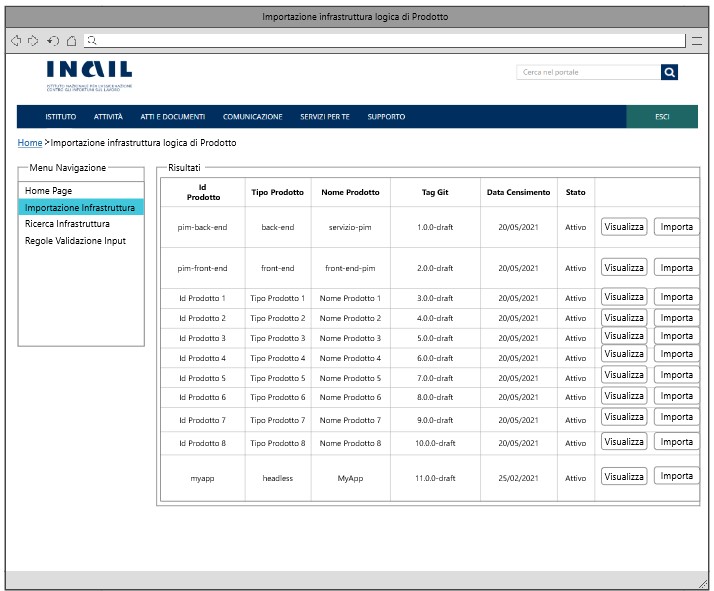 Importazione infrastruttura logica di Prodotto
INAIL
ISTITUTO NAZIONALE PER L'ASSICURAZIONE
CONTRO GLI INFORTUNI SUL LAVORO
Cerca nel portale
ISTITUTO ATTIVITÀ ATTI E DOCUMENTI COMUNICAZIONE SERVIZI PER TE SUPPORTO ESCI
Home >Importazione infrastruttura logica di Prodotto
Menu Navigazione
Home Page
Importazione Infrastruttura
Ricerca Infrastruttura
Regole Validazione Input
Risultati
Id Prodotto Tipo Prodotto Nome Prodotto Tag Git Data Censimento Stato
pim-back-end back-end servizio-pim 1.0.0-draft 20/05/2021 Attivo Visualizza Importa
pim-front-end front-end front-end-pim 2.0.0-draft 20/05/2021 Attivo Visualizza Importa
Id Prodotto 1 Tipo Prodotto 1 Nome Prodotto 1 3.0.0-draft 20/05/2021 Attivo Visualizza Importa
Id Prodotto 2 Tipo Prodotto 2 Nome Prodotto 2 4.0.0-draft 20/05/2021 Attivo Visualizza Importa
Id Prodotto 3 Tipo Prodotto 3 Nome Prodotto 3 5.0.0-draft 20/05/2021 Attivo Visualizza Importa
Id Prodotto 4 Tipo Prodotto 4 Nome Prodotto 4 6.0.0-draft 20/05/2021 Attivo Visualizza Importa
Id Prodotto 5 Tipo Prodotto 5 Nome Prodotto 5 7.0.0-draft 20/05/2021 Attivo Visualizza Importa
Id Prodotto 6 Tipo Prodotto 6 Nome Prodotto 6 8.0.0-draft 20/05/2021 Attivo Visualizza Importa
Id Prodotto 7 Tipo Prodotto 7 Nome Prodotto 7 9.0.0-draft 20/05/2021 Attivo Visualizza Importa
Id Prodotto 8 Tipo Prodotto 8 Nome Prodotto 8 10.0.0-draft 20/05/2021 Attivo Visualizza Importa
myapp headless MyApp 11.0.0-draft 25/02/2021 Attivo Visualizza Importa